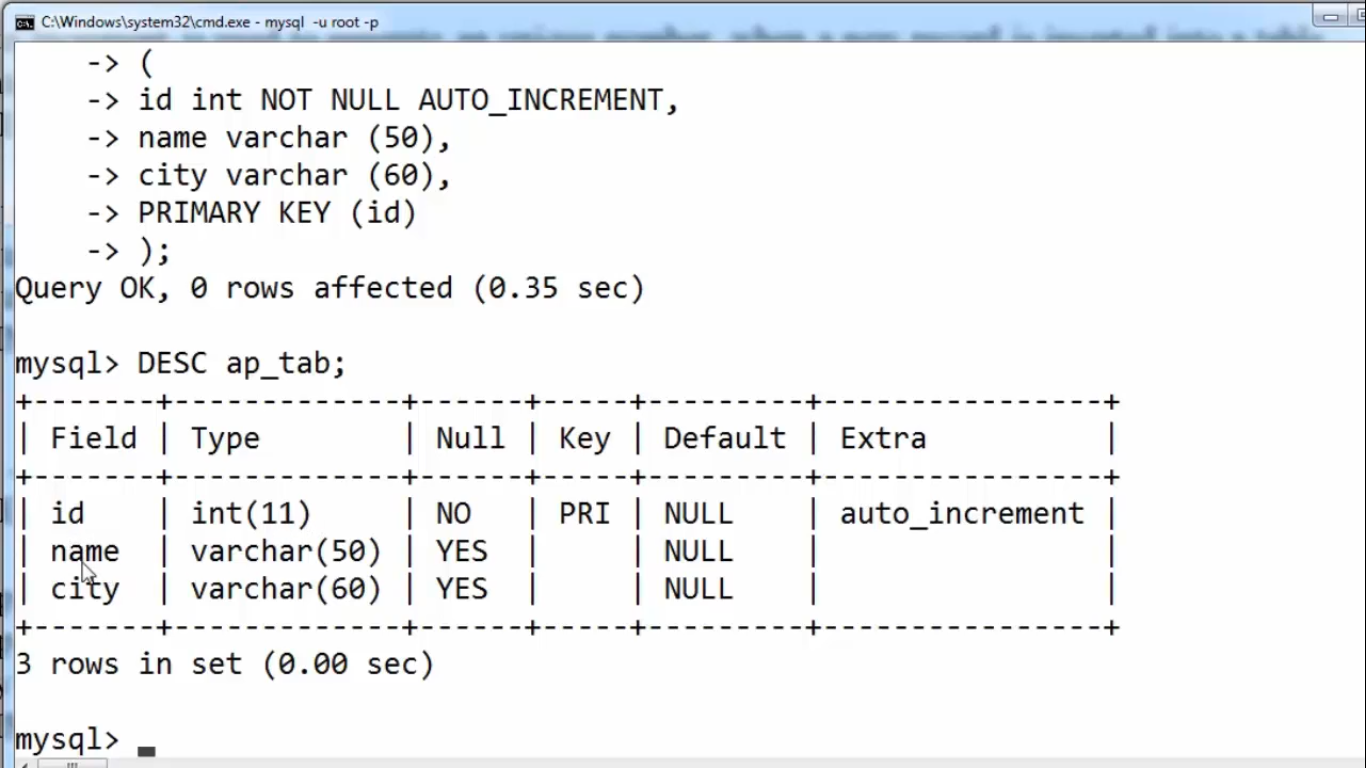 C:\Windows\system32\cmd.exe - mysql  -u root -p
    -> (
    -> id int NOT NULL AUTO_INCREMENT,
    -> name varchar (50),
    -> city varchar (60),
    -> PRIMARY KEY (id)
    -> );
Query OK, 0 rows affected (0.35 sec)
mysql> DESC ap_tab;
+-------+-------------+------+-----+---------+----------------+
| Field | Type        | Null | Key | Default | Extra          |
+-------+-------------+------+-----+---------+----------------+
| id    | int(11)     | NO   | PRI | NULL    | auto_increment |
| name  | varchar(50) | YES  |     | NULL    |                |
| city  | varchar(60) | YES  |     | NULL    |                |
+-------+-------------+------+-----+---------+----------------+
3 rows in set (0.00 sec)
mysql>